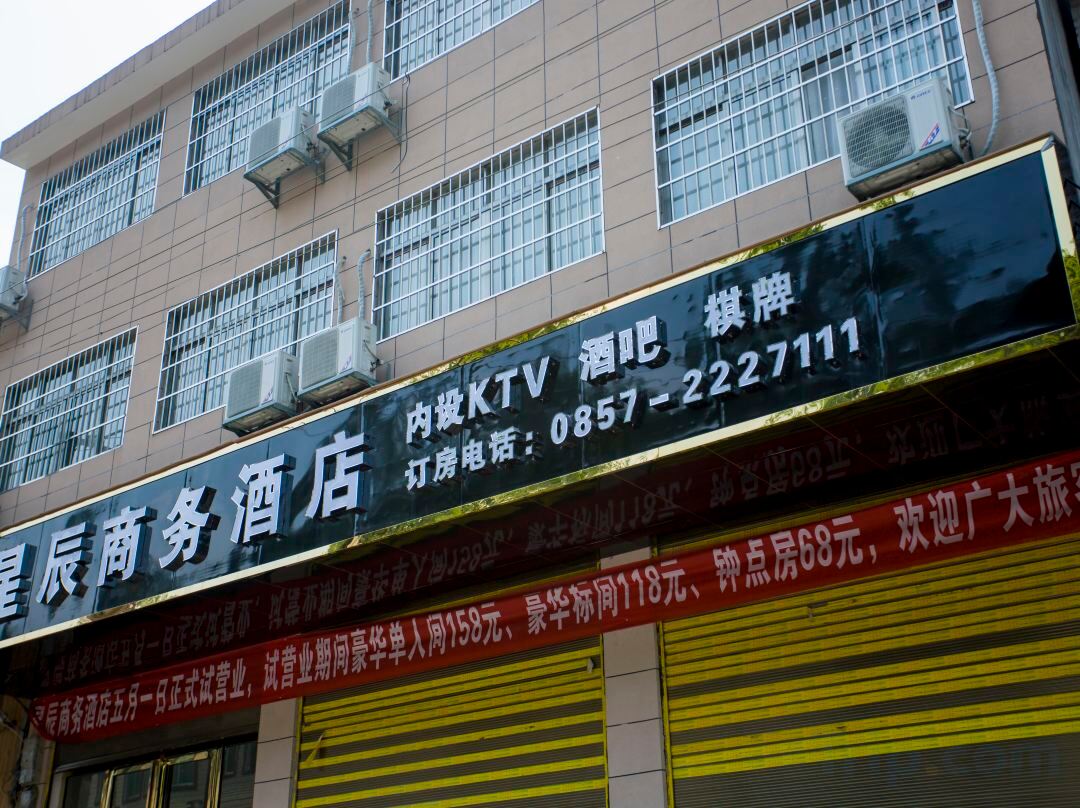 星辰商务酒店
内设KTV 酒吧 棋牌
订房电话：0857-2227111
星辰商务酒店五月一日正式试营业，试营业期间豪华单人间158元、豪华标间118元、钟点房68元，欢迎广大旅客